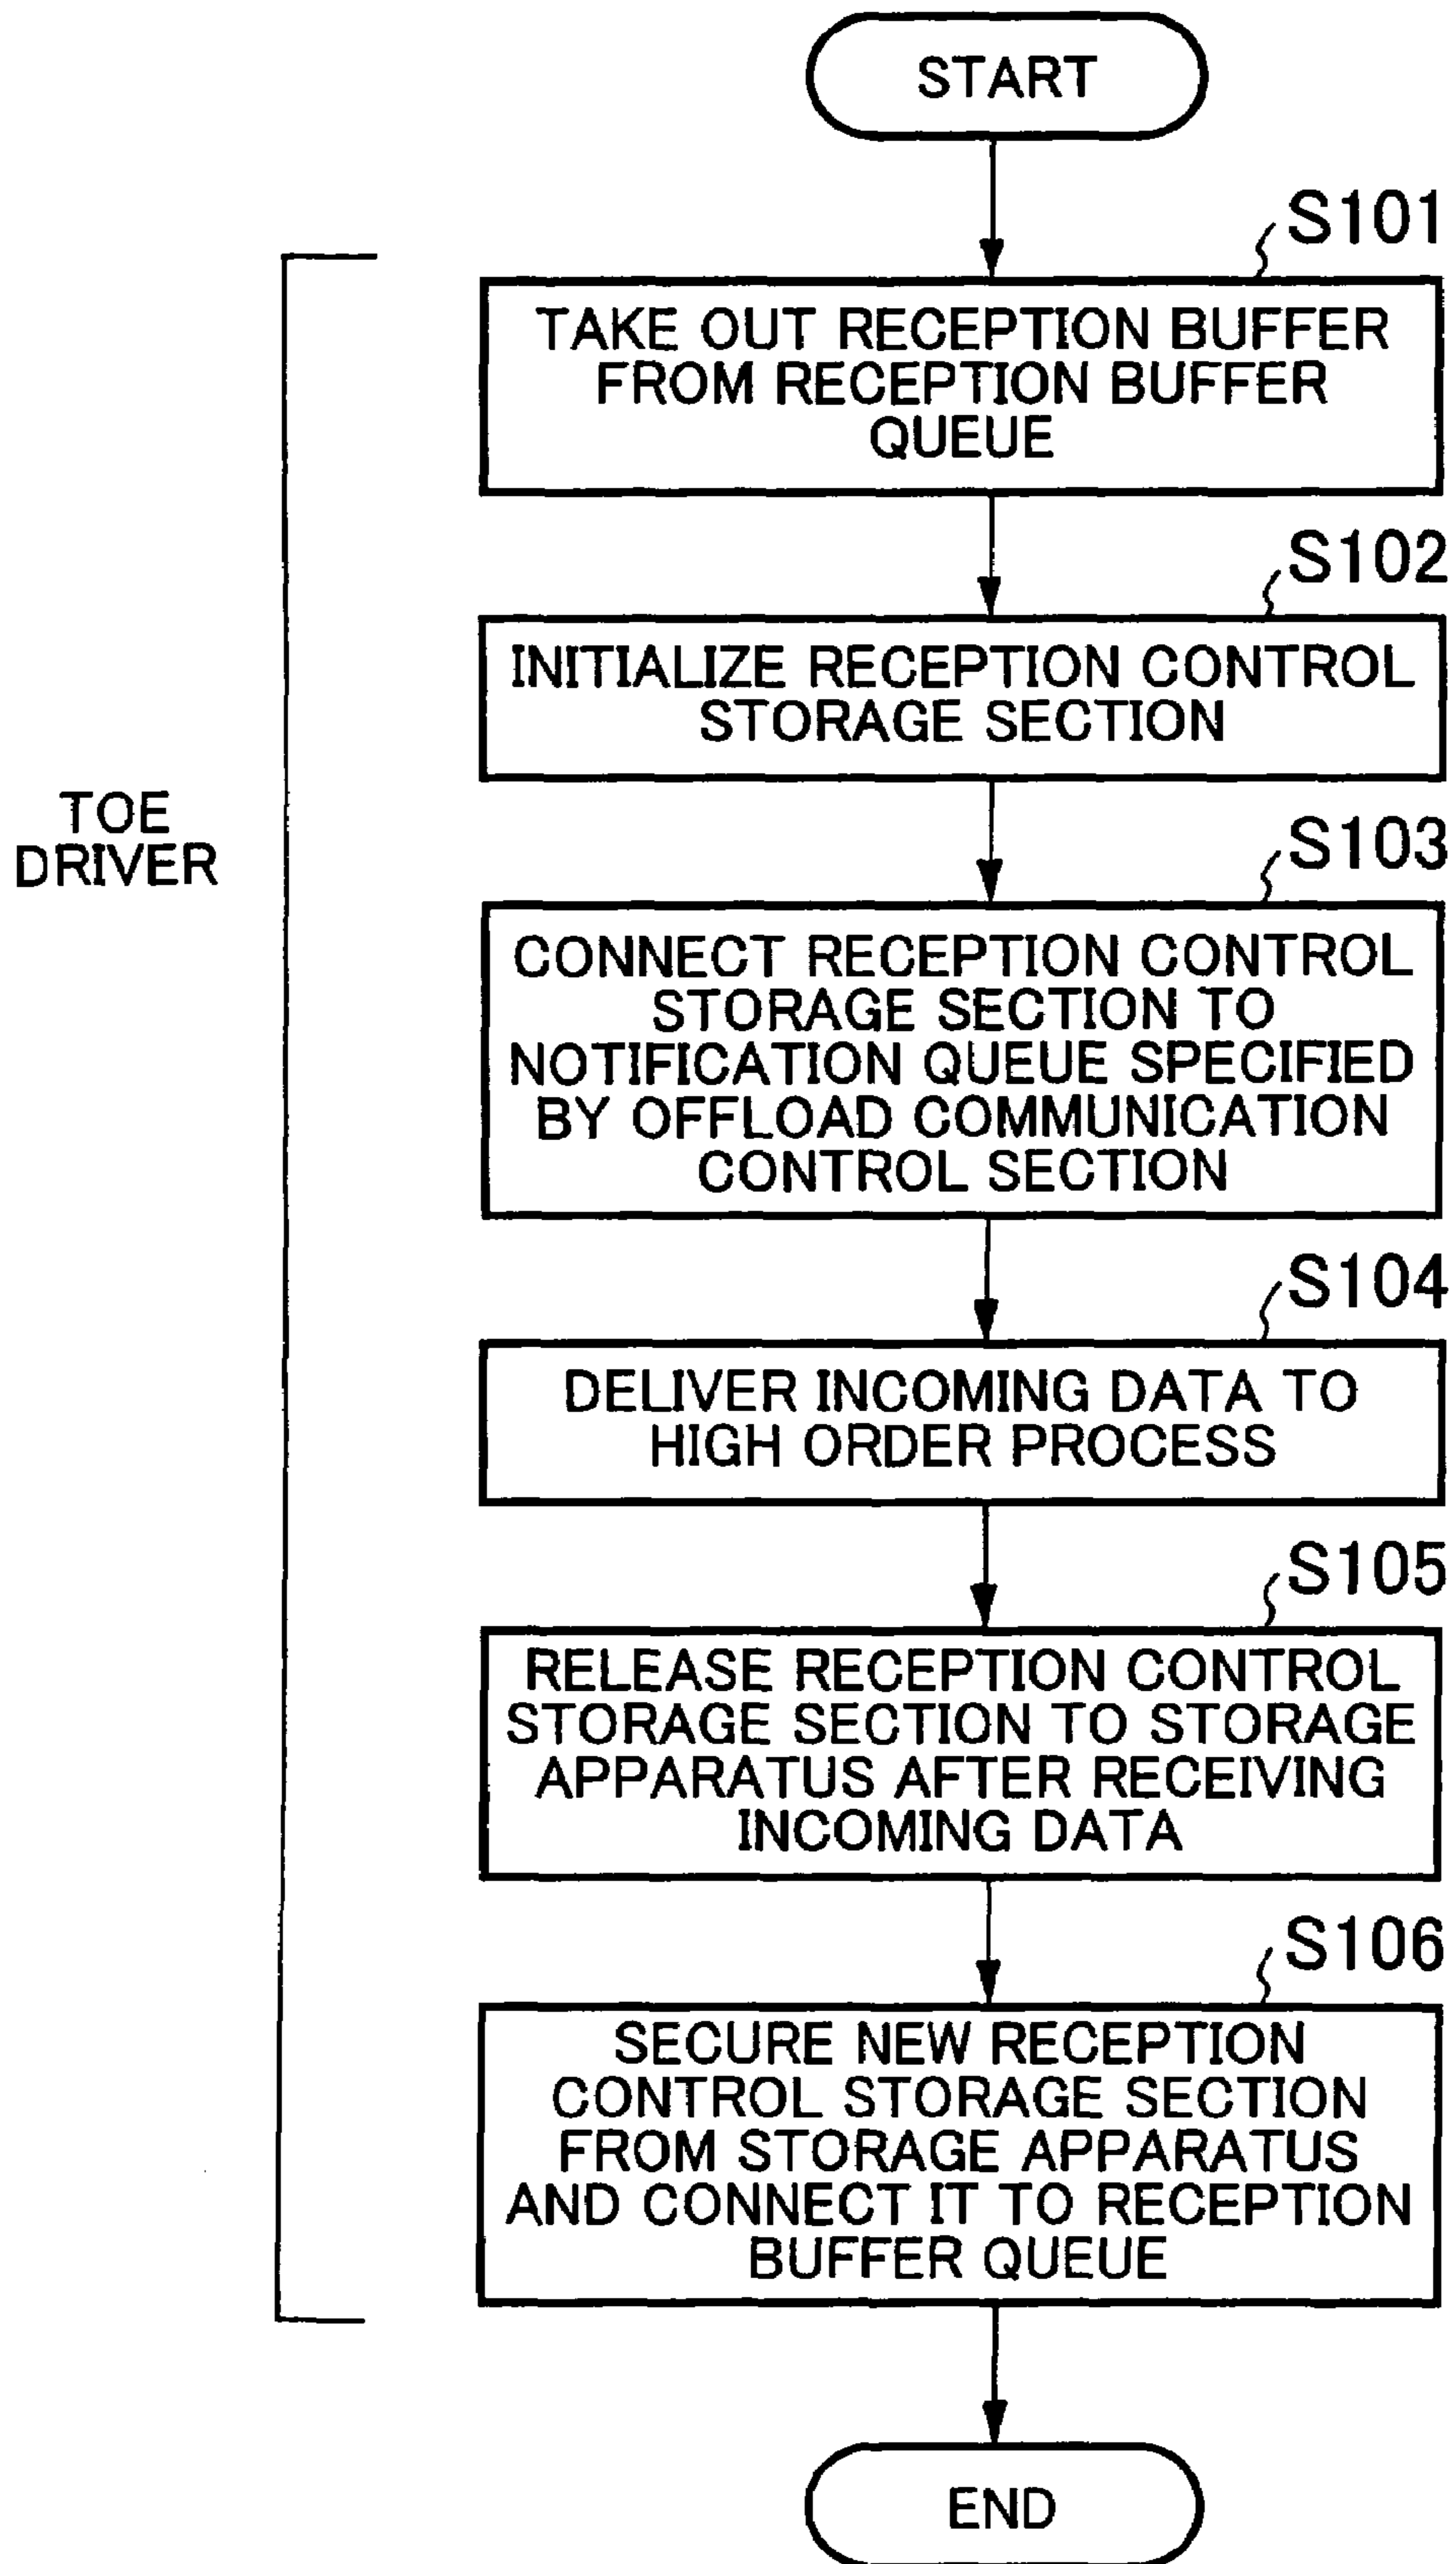 START
S101
TAKE OUT RECEPTION BUFFER
FROM RECEPTION BUFFER
QUEUE
S102
INITIALIZE RECEPTION CONTROL
STORAGE SECTION
TOE
DRIVER
S103
CONNECT RECEPTION CONTROL
STORAGE SECTION TO
NOTIFICATION QUEUE SPECIFIED
BY OFFLOAD COMMUNICATION
CONTROL SECTION
S104
DELIVER INCOMING DATA TO
HIGH ORDER PROCESS
S105
RELEASE RECEPTION CONTROL
STORAGE SECTION TO STORAGE
APPARATUS AFTER RECEIVING
INCOMING DATA
S106
SECURE NEW RECEPTION
CONTROL STORAGE SECTION
FROM STORAGE APPARATUS
AND CONNECT IT TO RECEPTION
BUFFER QUEUE
END